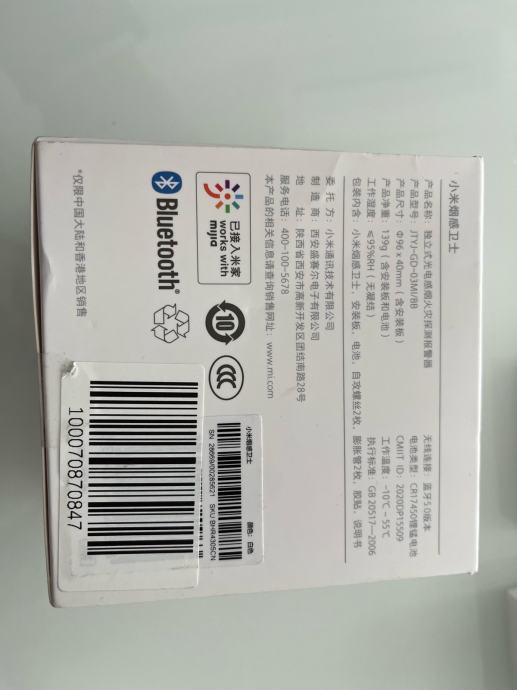 小米烟感卫士
产品名称：独立式光电感烟火灾探测报警器
无线连接：蓝牙5.0版本
产品型号：JTYJ-GD-03MI/BB
电池类型：CR17450锂锰电池
产品尺寸：Φ96 x 40mm（含安装板）
CMIIT ID：2020DP15509
产品净重：139g（含安装板和电池）
工作温度：-10℃~55℃
工作湿度：≤95%RH（无凝结）
执行标准：GB 20517—2006
包装内含：小米烟感卫士，安装板，电池，自攻螺丝2枚，膨胀管2枚，胶贴，说明书
委托方：小米通讯技术有限公司
制造商：西安盛赛尔电子有限公司
地址：陕西省西安市高新开发区团结南路28号
服务电话：400-100-5678
本产品的相关信息请查询销售网址：www.mi.com
已接入米家
works with
mijia
10
CCC
Bluetooth®
*仅限中国大陆和香港地区销售
小米烟感卫士
颜色：白色
SN: 28699/00285621
SKU:BHR4305CN
100070870847